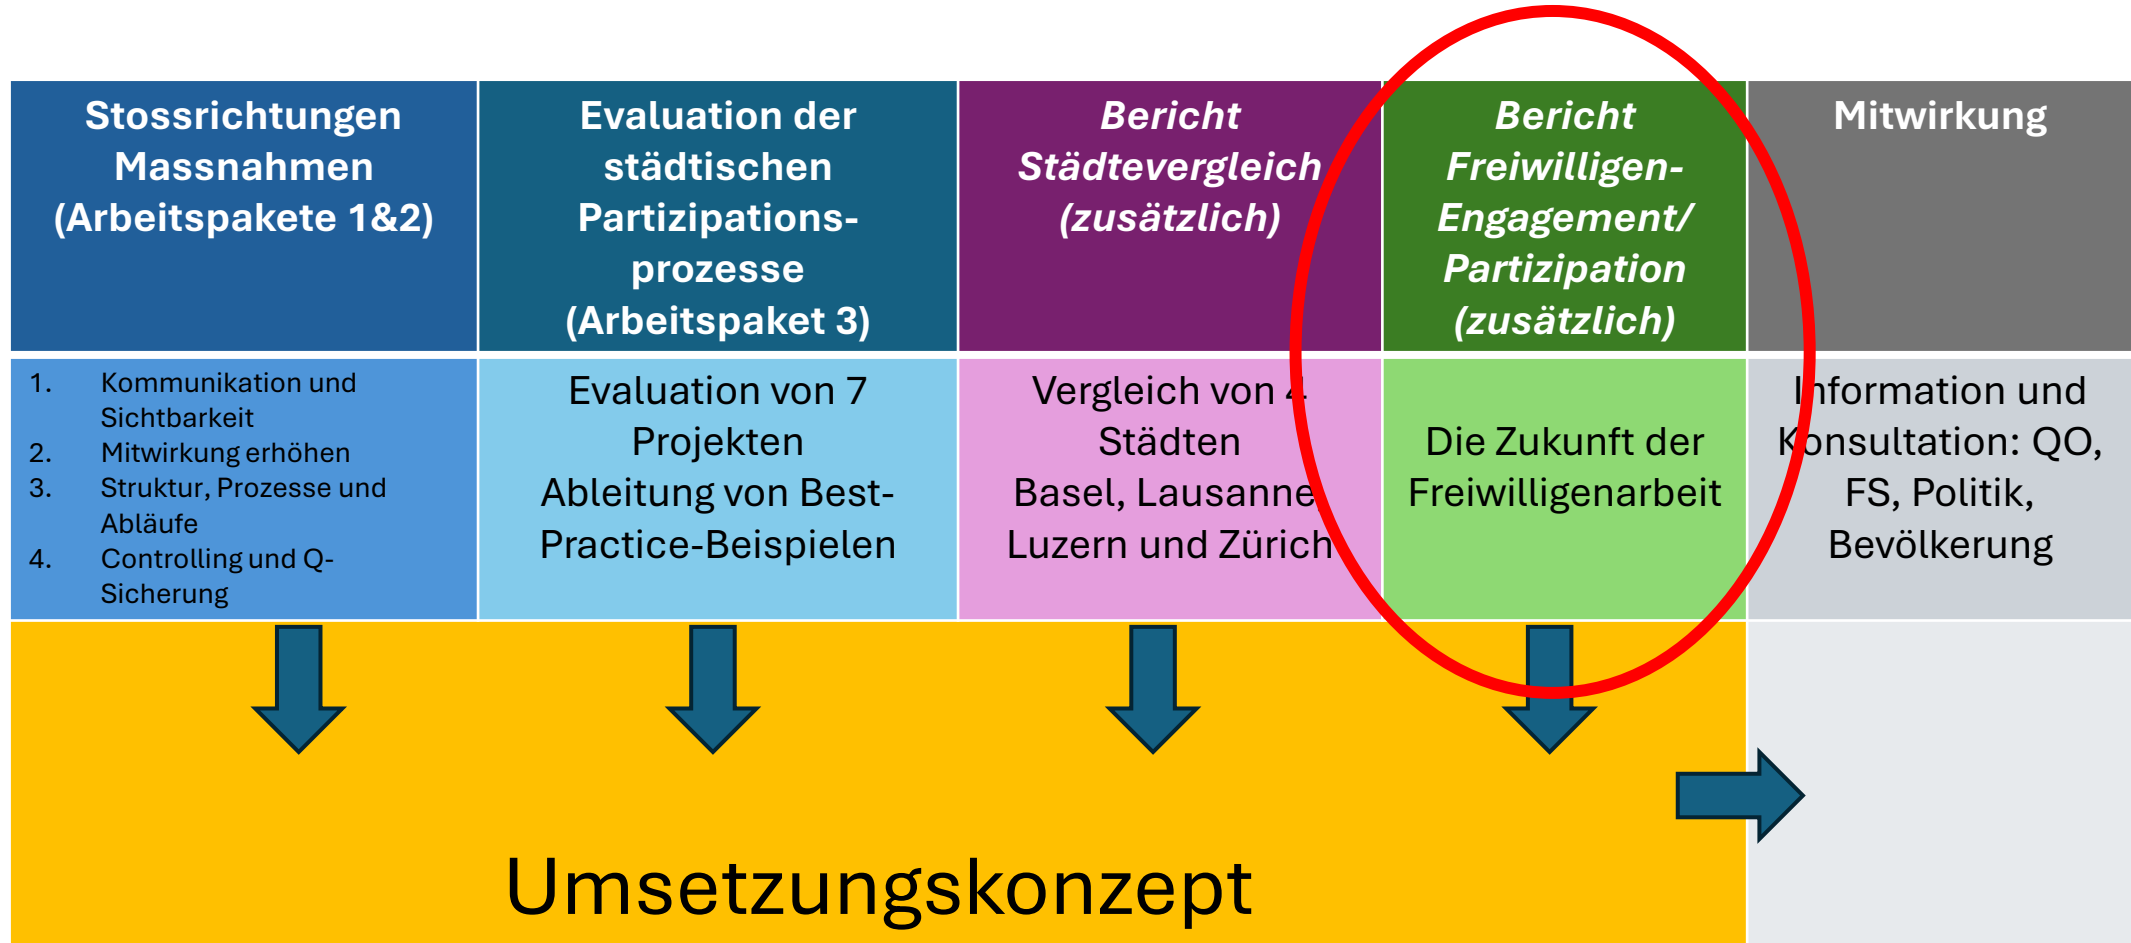 Stossrichtungen
Massnahmen
(Arbeitspakete 1&2)
Evaluation der
städtischen
Partizipations-
prozesse
(Arbeitspaket 3)
Bericht
Städtevergleich
(zusätzlich)
Bericht
Freiwilligen-
Engagement/
Partizipation
(zusätzlich)
Mitwirkung
1. Kommunikation und
Sichtbarkeit
2. Mitwirkung erhöhen
3. Struktur, Prozesse und
Abläufe
4. Controlling und Q-
Sicherung
Evaluation von 7
Projekten
Ableitung von Best-
Practice-Beispielen
Vergleich von 4
Städten
Basel, Lausanne,
Luzern und Zürich
Die Zukunft der
Freiwilligenarbeit
Information und
Konsultation: QO,
FS, Politik,
Bevölkerung
Umsetzungskonzept